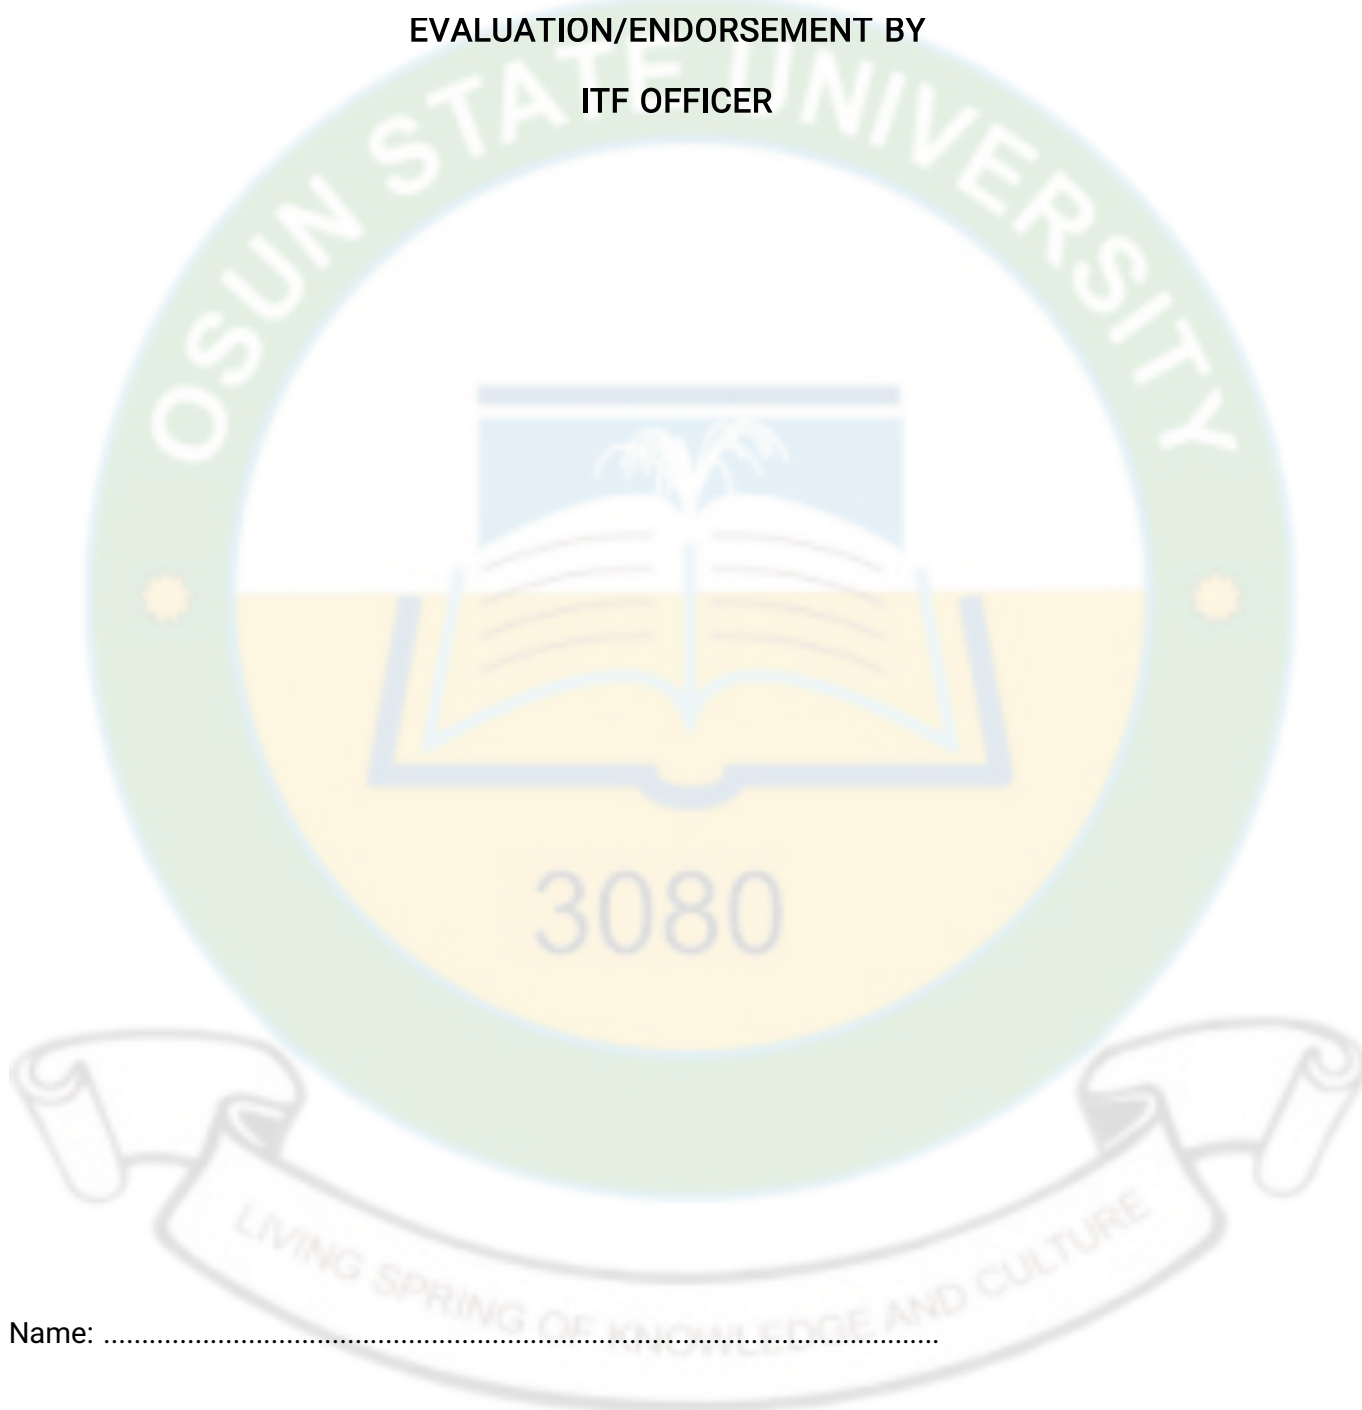 EVALUATION/ENDORSEMENT BY
ITF OFFICER
OSUN STATE UNIVERSITY
3080
LIVING SPRING OF KNOWLEDGE AND CULTURE
Name: ..............................................................................................................